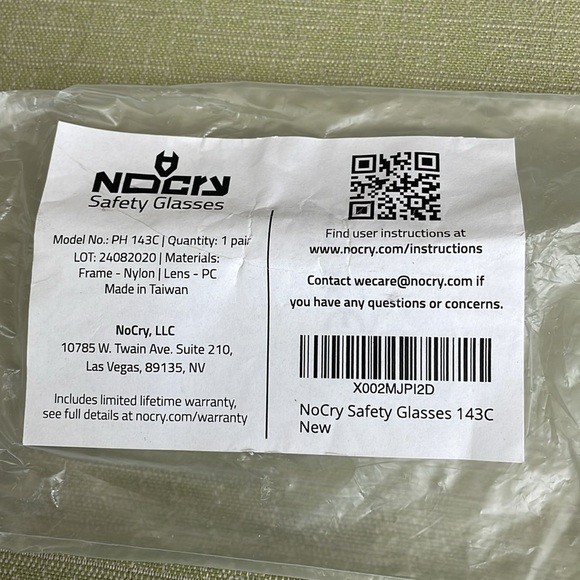 NOCRY
Safety Glasses
Model No.: PH 143C | Quantity: 1 pair
LOT: 24082020 | Materials:
Frame - Nylon | Lens - PC
Made in Taiwan
NoCry, LLC
10785 W. Twain Ave. Suite 210,
Las Vegas, 89135, NV
Includes limited lifetime warranty,
see full details at nocry.com/warranty
Find user instructions at
www.nocry.com/instructions
Contact wecare@nocry.com if
you have any questions or concerns.
X002MJPI2D
NoCry Safety Glasses 143C
New